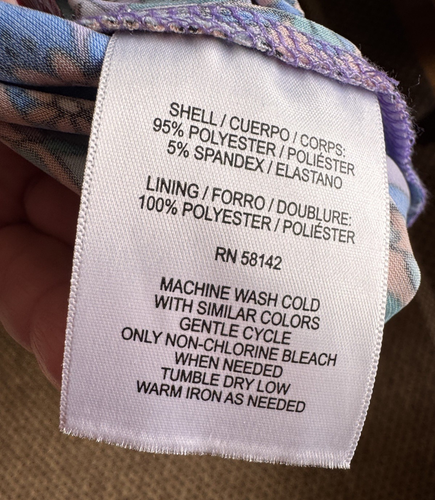 SHELL / CUERPO / CORPS:
95% POLYESTER / POLIÉSTER
5% SPANDEX / ELASTANO
LINING / FORRO / DOUBLURE:
100% POLYESTER / POLIÉSTER
RN 58142
MACHINE WASH COLD
WITH SIMILAR COLORS
GENTLE CYCLE
ONLY NON-CHLORINE BLEACH
WHEN NEEDED
TUMBLE DRY LOW
WARM IRON AS NEEDED